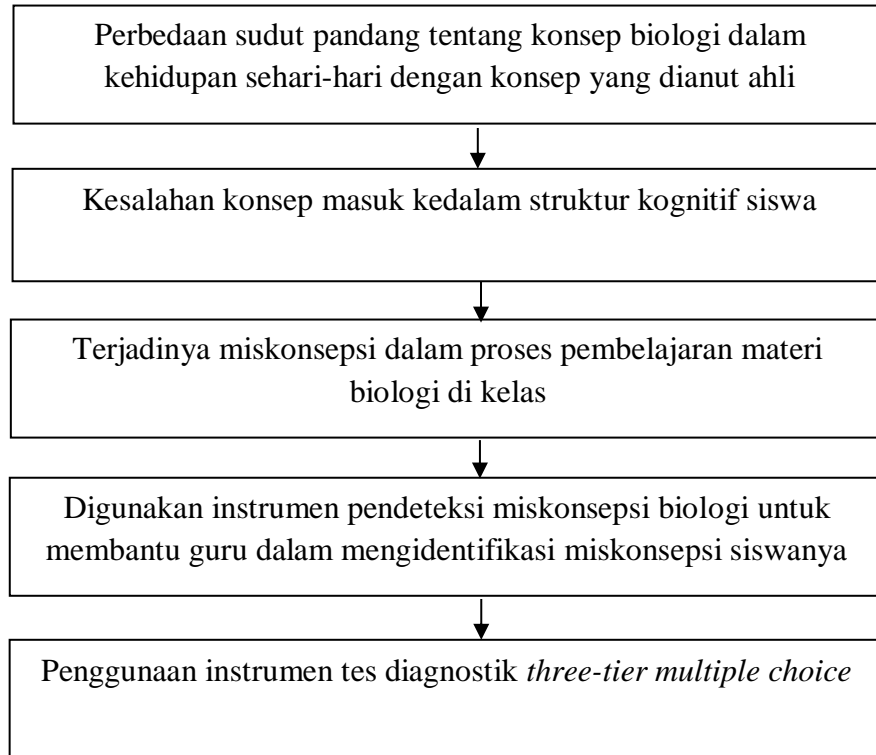 Perbedaan sudut pandang tentang konsep biologi dalam
kehidupan sehari-hari dengan konsep yang dianut ahli
Kesalahan konsep masuk kedalam struktur kognitif siswa
Terjadinya miskonsepsi dalam proses pembelajaran materi
biologi di kelas
Digunakan instrumen pendeteksi miskonsepsi biologi untuk
membantu guru dalam mengidentifikasi miskonsepsi siswanya
Penggunaan instrumen tes diagnostik three-tier multiple choice